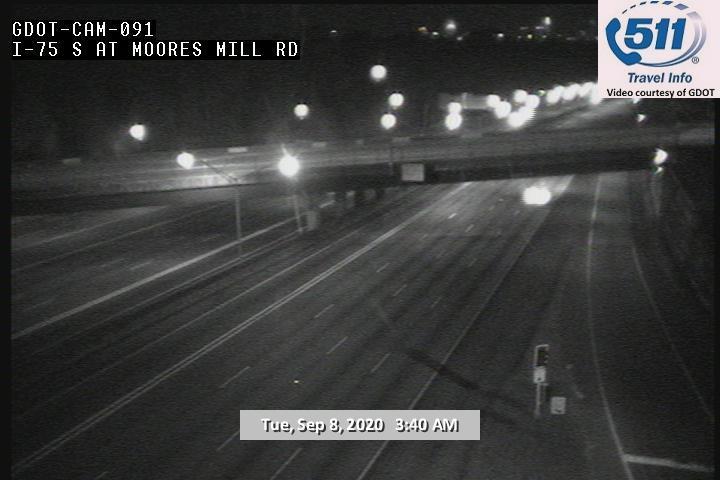 GDOT-CAM-091
I-75 S AT MOORES MILL RD
511
®
Travel Info
Video courtesy of GDOT
Tue, Sep 8, 2020 3:40 AM